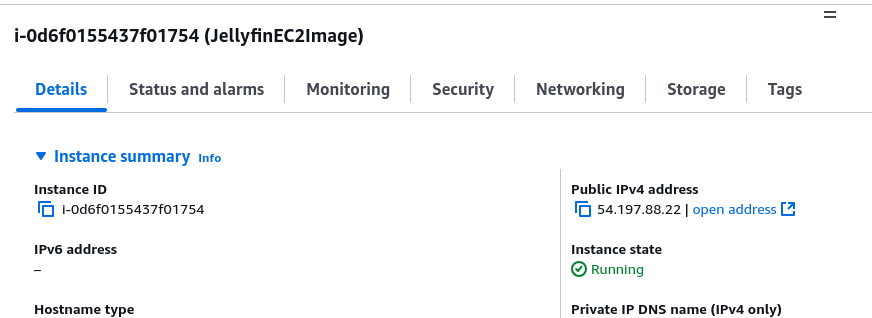 i-0d6f0155437f01754 (JellyfinEC2Image)
Details Status and alarms Monitoring Security Networking Storage Tags
Instance summary Info
Instance ID
i-0d6f0155437f01754
Public IPv4 address
54.197.88.22 | open address
IPv6 address
–
Instance state
Running
Hostname type
Private IP DNS name (IPv4 only)